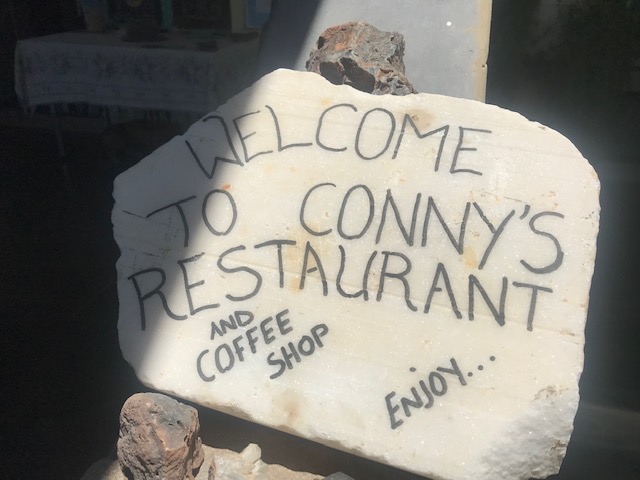 WELCOME
TO CONNY'S
RESTAURANT
AND
COFFEE
SHOP
ENJOY...